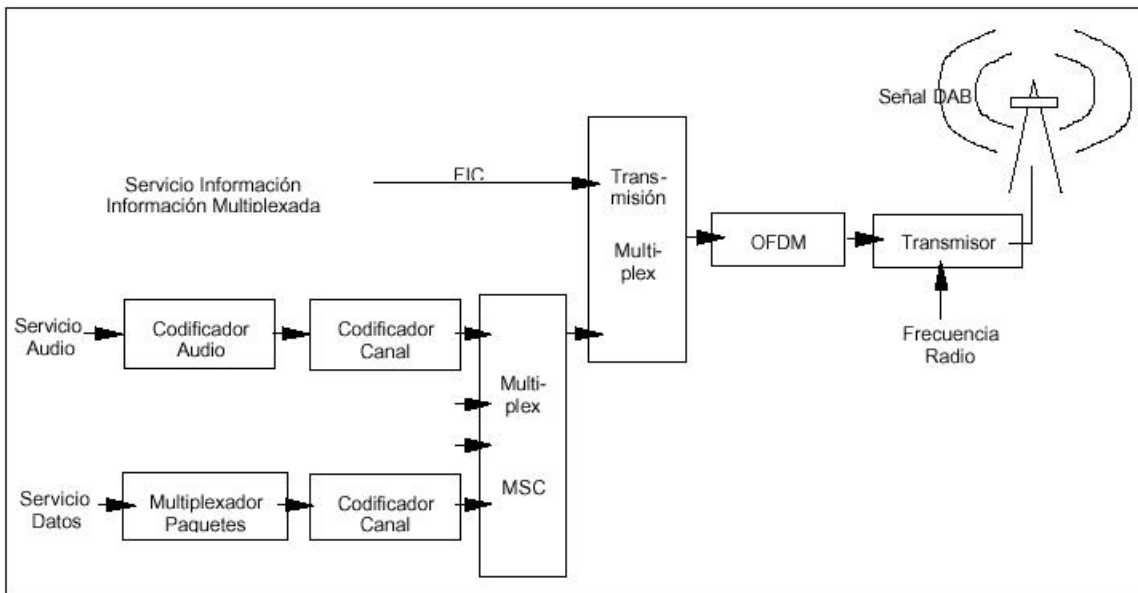 Señal DAB
Servicio Información
Información Multiplexada
FIC
Trans-
misión
Multi-
plex
OFDM
Transmisor
Frecuencia
Radio
Servicio
Audio
Codificador
Audio
Codificador
Canal
Multi-
plex
MSC
Servicio
Datos
Multiplexador
Paquetes
Codificador
Canal